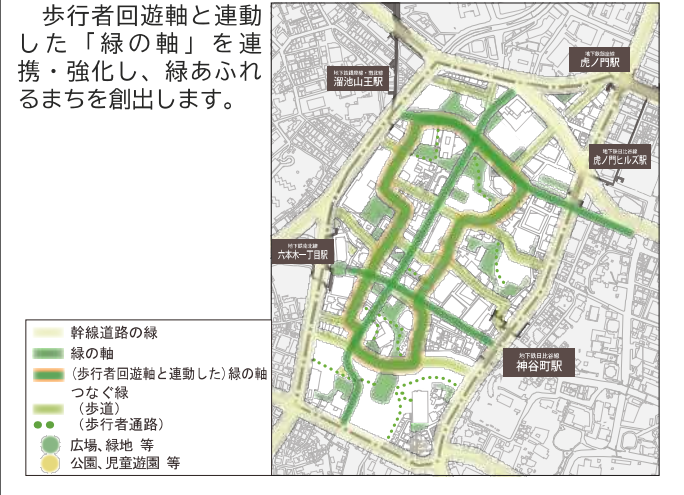 歩行者回遊軸と連動
した「緑の軸」を連
携・強化し、緑あふれ
るまちを創出します。
地下鉄銀座線
虎ノ門駅
地下鉄銀座線・南北線
溜池山王駅
地下鉄日比谷線
虎ノ門ヒルズ駅
地下鉄南北線
六本木一丁目駅
地下鉄日比谷線
神谷町駅
幹線道路の緑
緑の軸
(歩行者回遊軸と連動した)緑の軸
つなぐ緑
(歩道)
(歩行者通路)
広場、緑地 等
公園、児童遊園 等